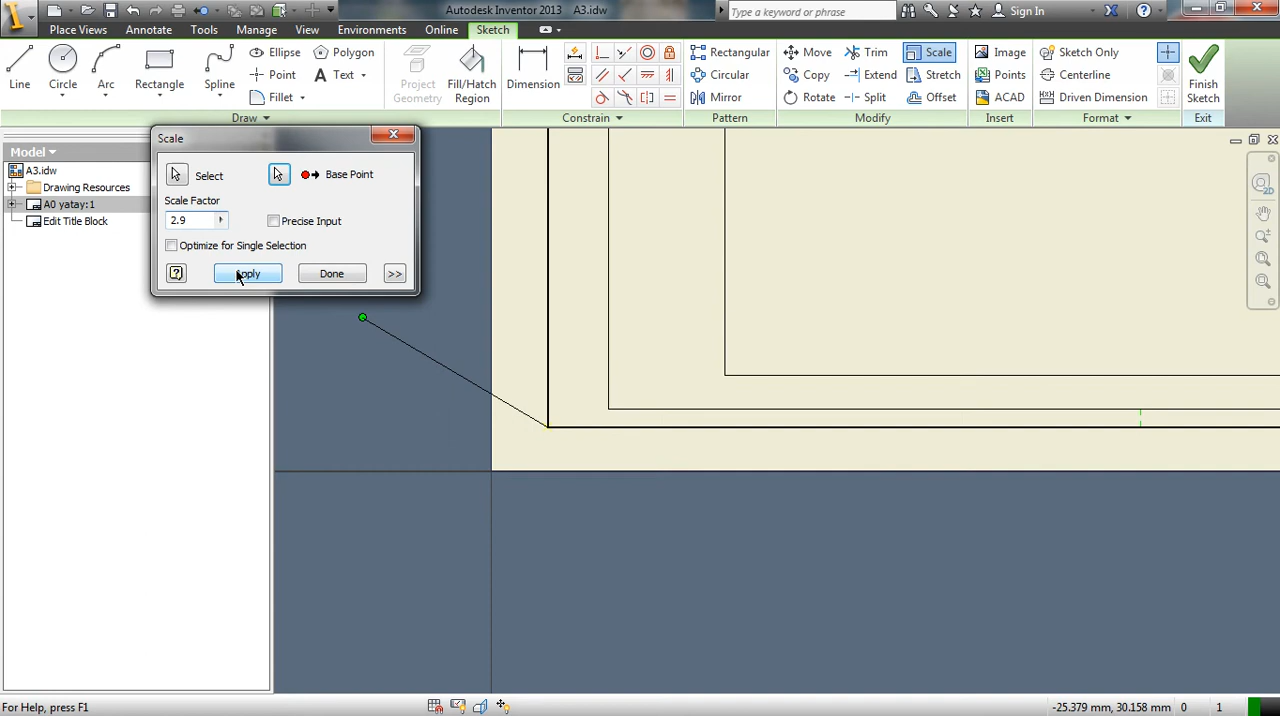 Autodesk Inventor 2013 A3.idw
Type a keyword or phrase
Sign In
Place Views Annotate Tools Manage View Environments Online Sketch
Line Circle Arc Rectangle Spline
Ellipse Polygon
Point Text
Fillet
Project Geometry
Fill/Hatch Region
Dimension
Rectangular
Circular
Mirror
Move Trim Scale
Copy Extend Stretch
Rotate Split Offset
Image
Points
ACAD
Sketch Only
Centerline
Driven Dimension
Finish Sketch
Draw Constrain Pattern Modify Insert Format Exit
Model
A3.idw
Drawing Resources
A0 yatay:1
Edit Title Block
Scale
Select Base Point
Scale Factor
2.9 Precise Input
Optimize for Single Selection
Apply Done >>
2D
For Help, press F1
-25.379 mm, 30.158 mm 0 1